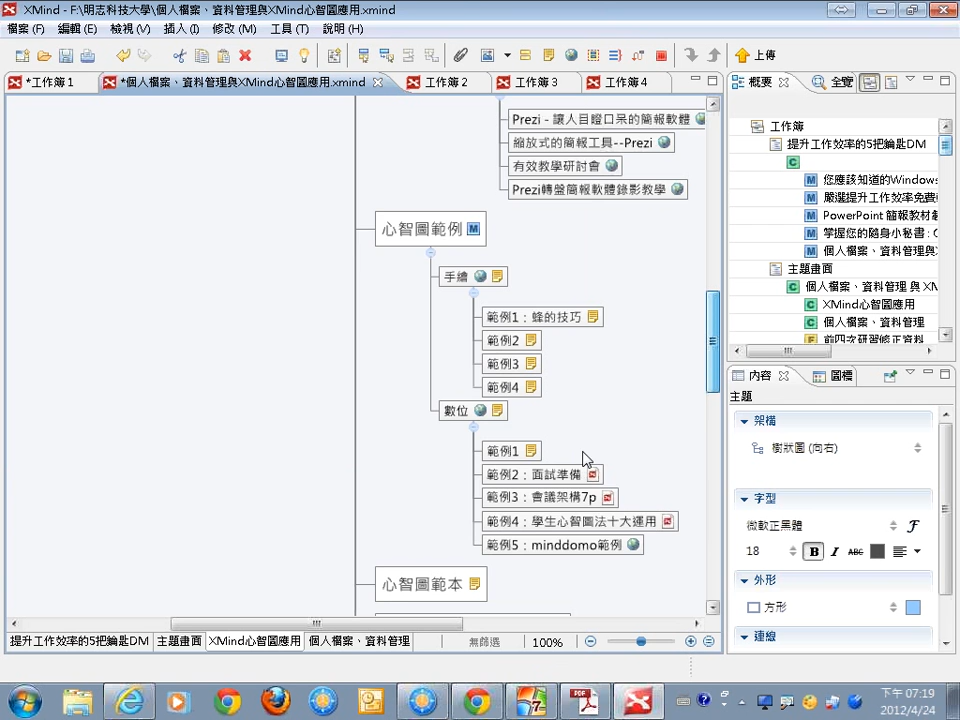 XMind - F:\明志科技大學\個人檔案、資料管理與XMind心智圖應用.xmind
檔案(F) 編輯(E) 檢視(V) 插入(I) 修改(M) 工具(T) 說明(H)
上傳
*工作簿 1
*個人檔案、資料管理與XMind心智圖應用.xmind
工作簿 2
工作簿 3
工作簿 4
概要
全覽
Prezi - 讓人目瞪口呆的簡報軟體
縮放式的簡報工具--Prezi
有效教學研討會
Prezi轉盤簡報軟體錄影教學
心智圖範例
手繪
範例1：蜂的技巧
範例2
範例3
範例4
數位
範例1
範例2：面試準備
範例3：會議架構7p
範例4：學生心智圖法十大運用
範例5：minddomo範例
心智圖範本
工作簿
提升工作效率的5把鑰匙DM
您應該知道的Windows
嚴選提升工作效率免費
PowerPoint 簡報教材
掌握您的隨身小秘書：
個人檔案、資料管理與
主題畫面
個人檔案、資料管理 與 XM
XMind心智圖應用
個人檔案、資料管理
前四次研習修正資料
內容
圖標
主題
架構
樹狀圖 (向右)
字型
微軟正黑體
18
B
I
ABC
外形
方形
連線
提升工作效率的5把鑰匙DM 主題畫面 XMind心智圖應用 個人檔案、資料管理
無篩選
100%
下午 07:19
2012/4/24